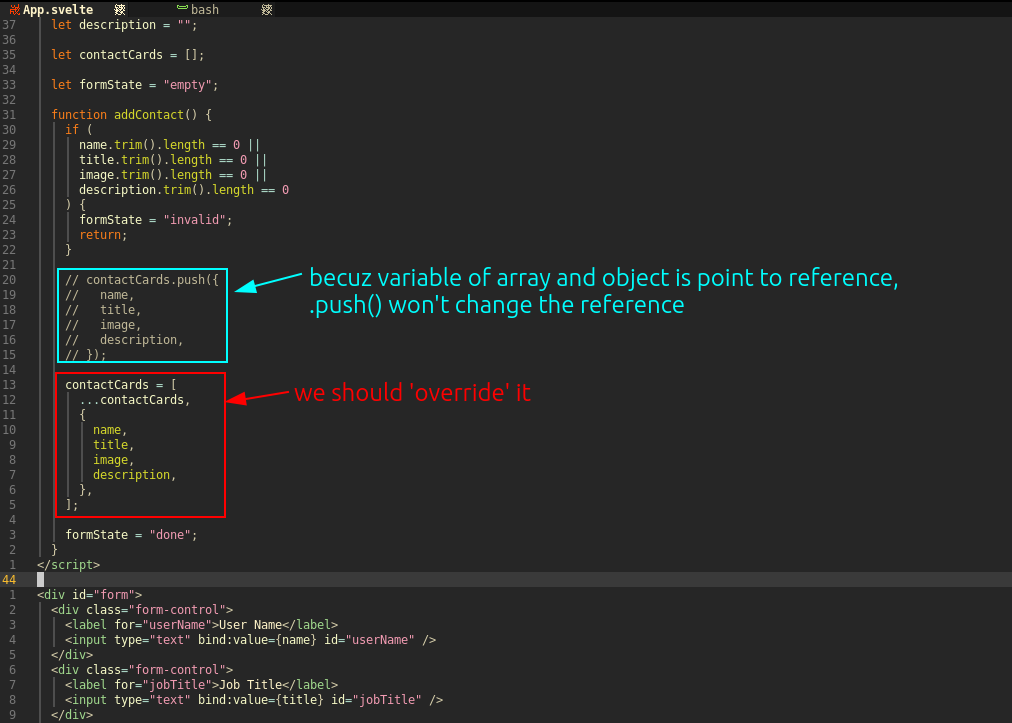 App.svelte bash
37 let description = "";
36
35 let contactCards = [];
34
33 let formState = "empty";
32
31 function addContact() {
30 if (
29 name.trim().length == 0 ||
28 title.trim().length == 0 ||
27 image.trim().length == 0 ||
26 description.trim().length == 0
25 ) {
24 formState = "invalid";
23 return;
22 }
21
20 // contactCards.push({
19 // name,
18 // title,
17 // image,
16 // description,
15 // });
becuz variable of array and object is point to reference,
.push() won't change the reference
14
13 contactCards = [
12 ...contactCards,
11 {
10 name,
9 title,
8 image,
7 description,
6 },
5 ];
we should 'override' it
4
3 formState = "done";
2 }
1 </script>
44
1 <div id="form">
2 <div class="form-control">
3 <label for="userName">User Name</label>
4 <input type="text" bind:value={name} id="userName" />
5 </div>
6 <div class="form-control">
7 <label for="jobTitle">Job Title</label>
8 <input type="text" bind:value={title} id="jobTitle" />
9 </div>